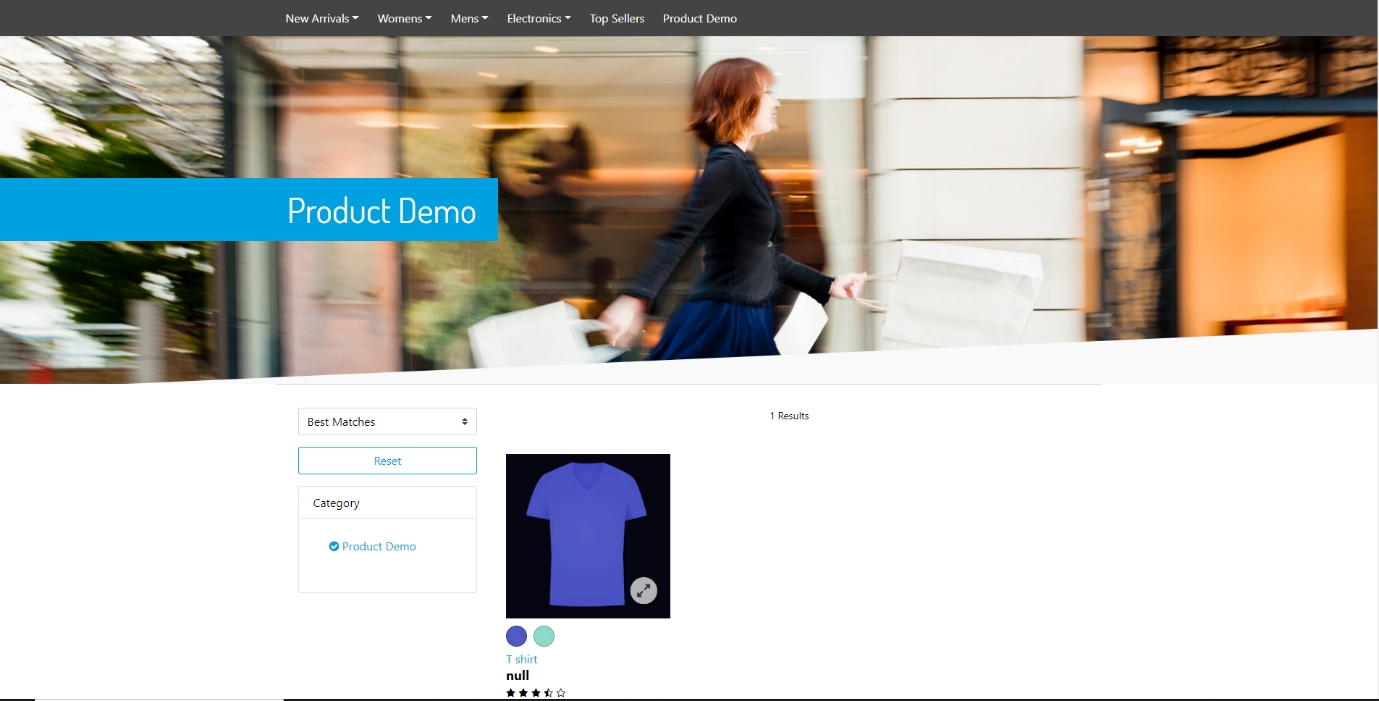 New Arrivals Womens Mens Electronics Top Sellers Product Demo
Product Demo
Best Matches
1 Results
Reset
Category
Product Demo
T shirt
null